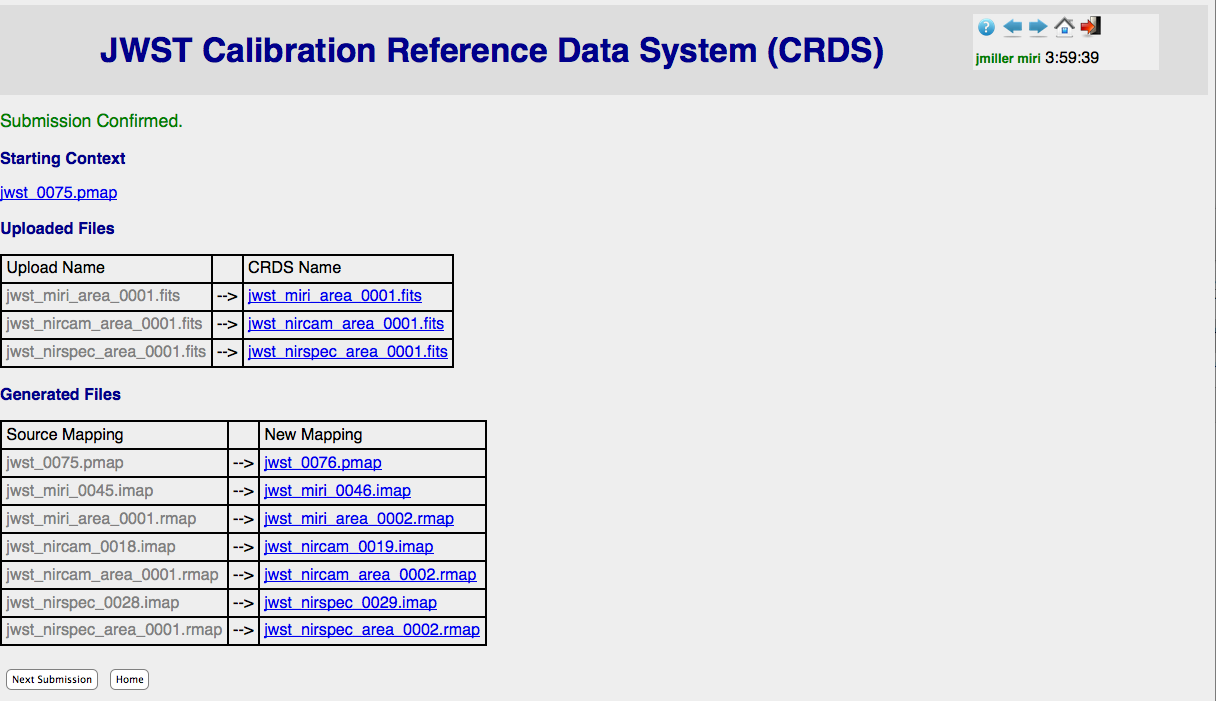 JWST Calibration Reference Data System (CRDS)
?
jmiller miri 3:59:39
Submission Confirmed.
Starting Context
jwst_0075.pmap
Uploaded Files
Upload Name CRDS Name
jwst_miri_area_0001.fits --> jwst_miri_area_0001.fits
jwst_nircam_area_0001.fits --> jwst_nircam_area_0001.fits
jwst_nirspec_area_0001.fits --> jwst_nirspec_area_0001.fits
Generated Files
Source Mapping New Mapping
jwst_0075.pmap --> jwst_0076.pmap
jwst_miri_0045.imap --> jwst_miri_0046.imap
jwst_miri_area_0001.rmap --> jwst_miri_area_0002.rmap
jwst_nircam_0018.imap --> jwst_nircam_0019.imap
jwst_nircam_area_0001.rmap --> jwst_nircam_area_0002.rmap
jwst_nirspec_0028.imap --> jwst_nirspec_0029.imap
jwst_nirspec_area_0001.rmap --> jwst_nirspec_area_0002.rmap
Next Submission Home